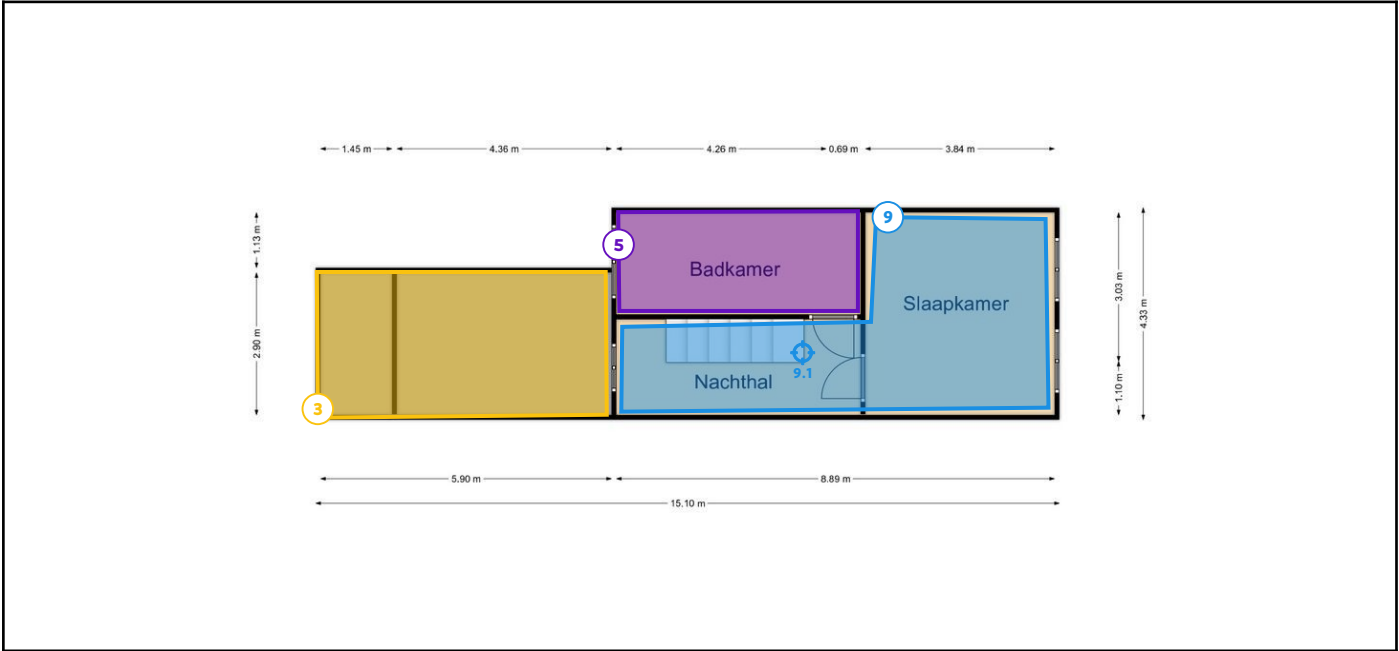 1.45 m
4.36 m
4.26 m
0.69 m
3.84 m
1.13 m
2.90 m
5
Badkamer
9
Slaapkamer
3.03 m
4.33 m
1.10 m
9.1
Nachthal
3
5.90 m
8.89 m
15.10 m